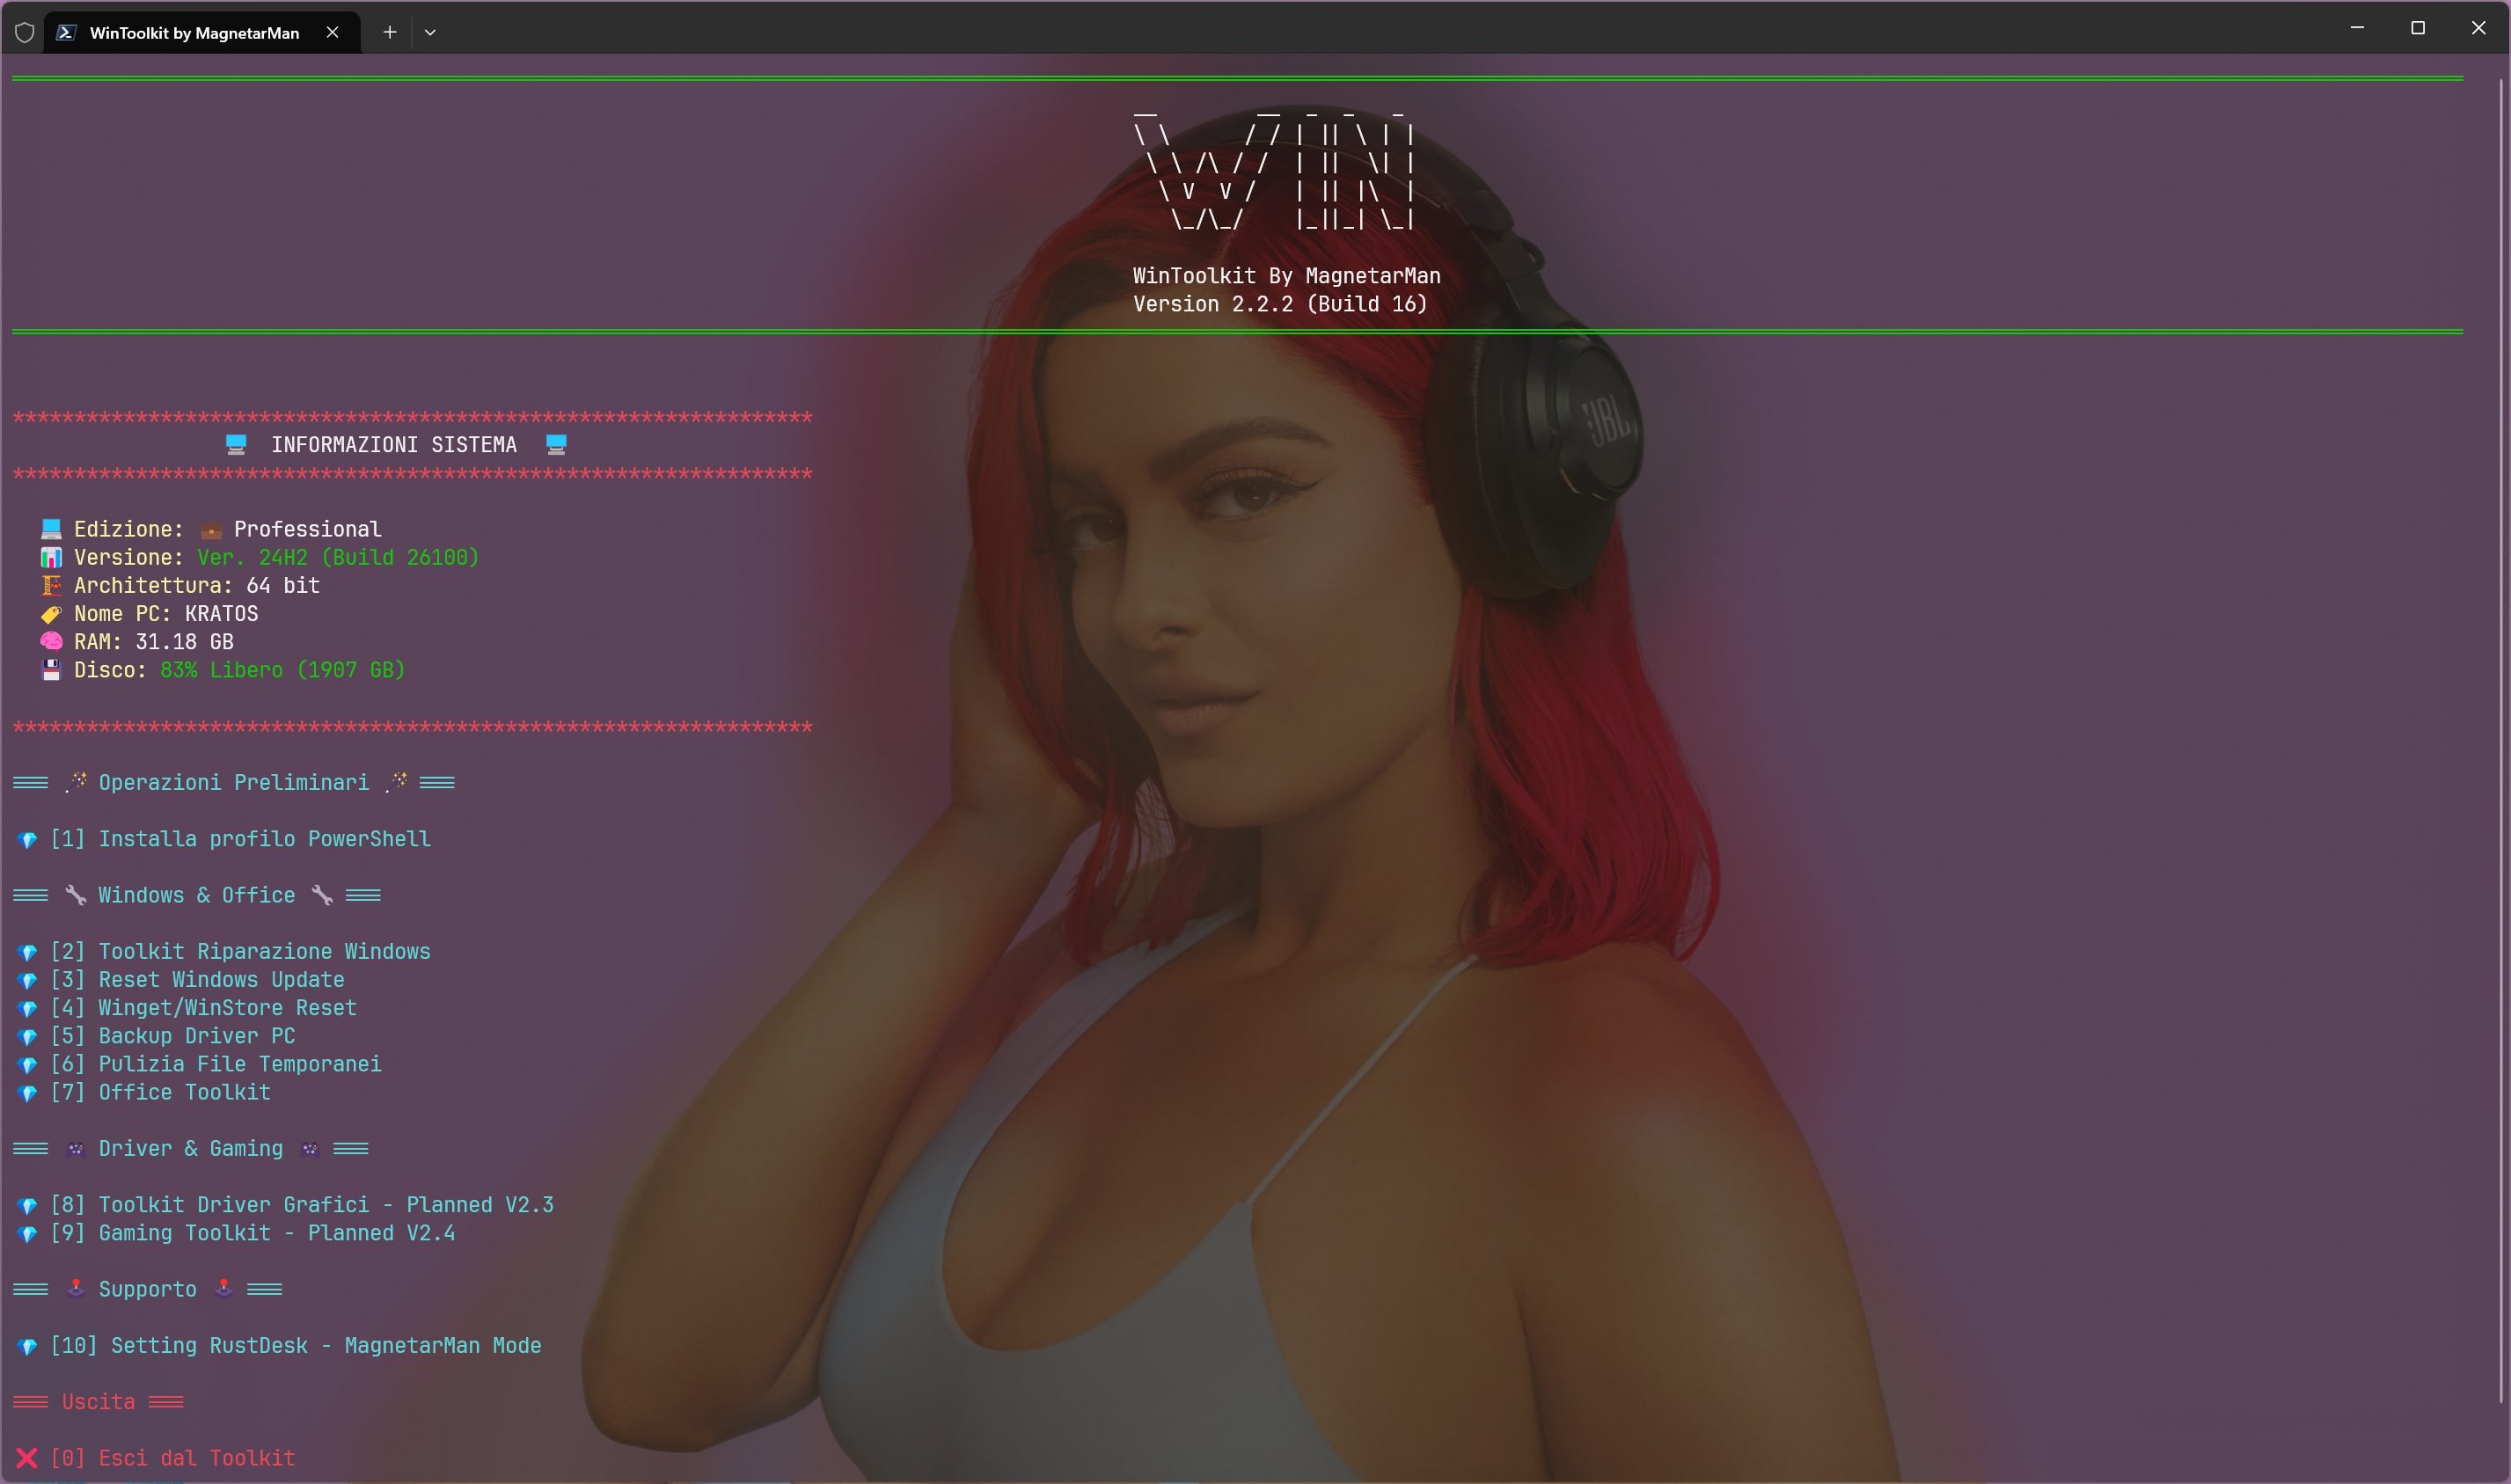 WinToolkit by MagnetarMan
WIN
WinToolkit By MagnetarMan
Version 2.2.2 (Build 16)
*****************************************************************
INFORMAZIONI SISTEMA
*****************************************************************
Edizione: Professional
Versione: Ver. 24H2 (Build 26100)
Architettura: 64 bit
Nome PC: KRATOS
RAM: 31.18 GB
Disco: 83% Libero (1907 GB)
*****************************************************************
Operazioni Preliminari
[1] Installa profilo PowerShell
Windows & Office
[2] Toolkit Riparazione Windows
[3] Reset Windows Update
[4] Winget/WinStore Reset
[5] Backup Driver PC
[6] Pulizia File Temporanei
[7] Office Toolkit
Driver & Gaming
[8] Toolkit Driver Grafici - Planned V2.3
[9] Gaming Toolkit - Planned V2.4
Supporto
[10] Setting RustDesk - MagnetarMan Mode
Uscita
[0] Esci dal Toolkit
JBL